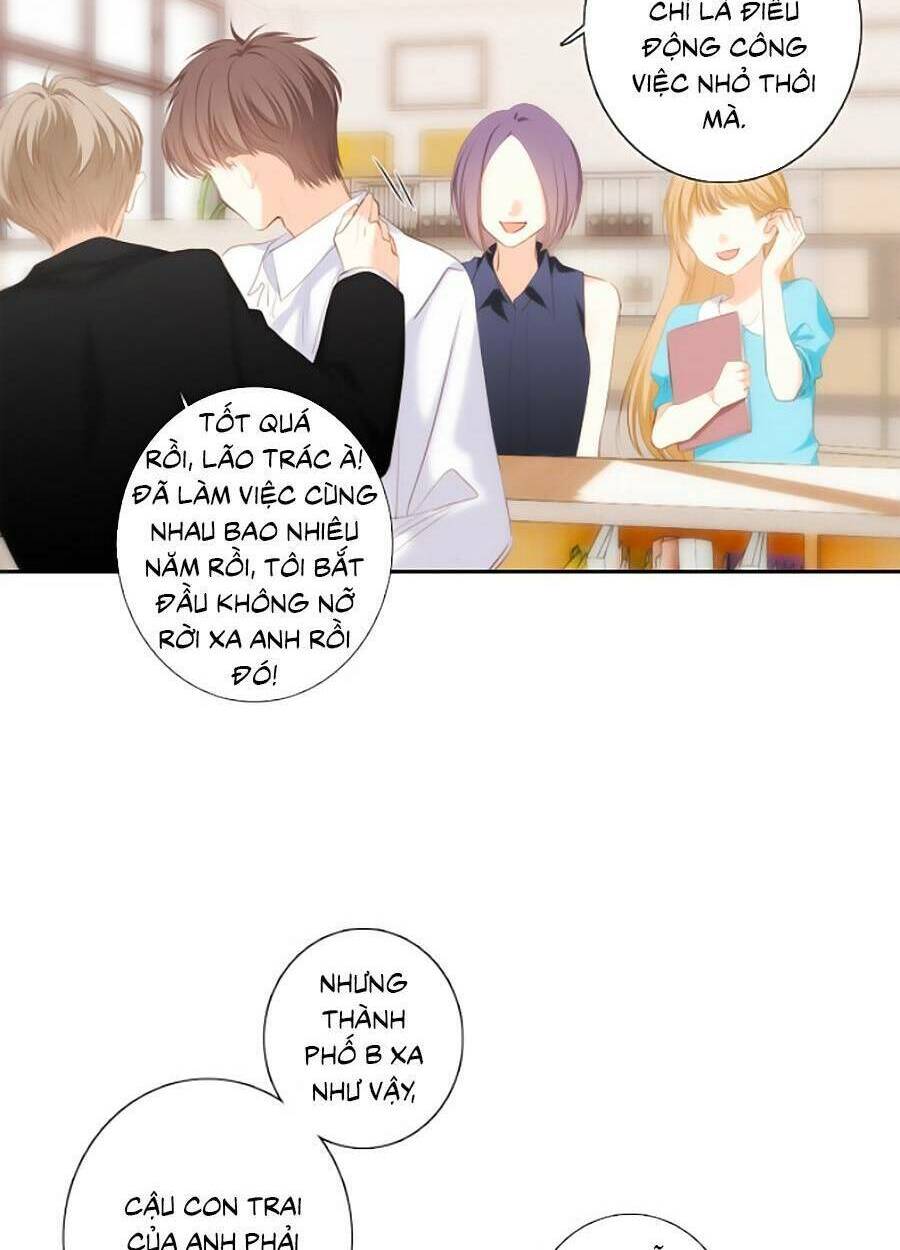 CHỈ LÀ ĐIỀU
ĐỘNG CÔNG
VIỆC NHỎ THÔI
MÀ.
TỐT QUÁ
RỒI, LÃO TRÁC À!
ĐÃ LÀM VIỆC CÙNG
NHAU BAO NHIÊU
NĂM RỒI, TÔI BẮT
ĐẦU KHÔNG NỠ
RỜI XA ANH RỒI
ĐÓ!
NHƯNG
THÀNH
PHỐ B XA
NHƯ VẬY,
CẬU CON TRAI
CỦA ANH PHẢI